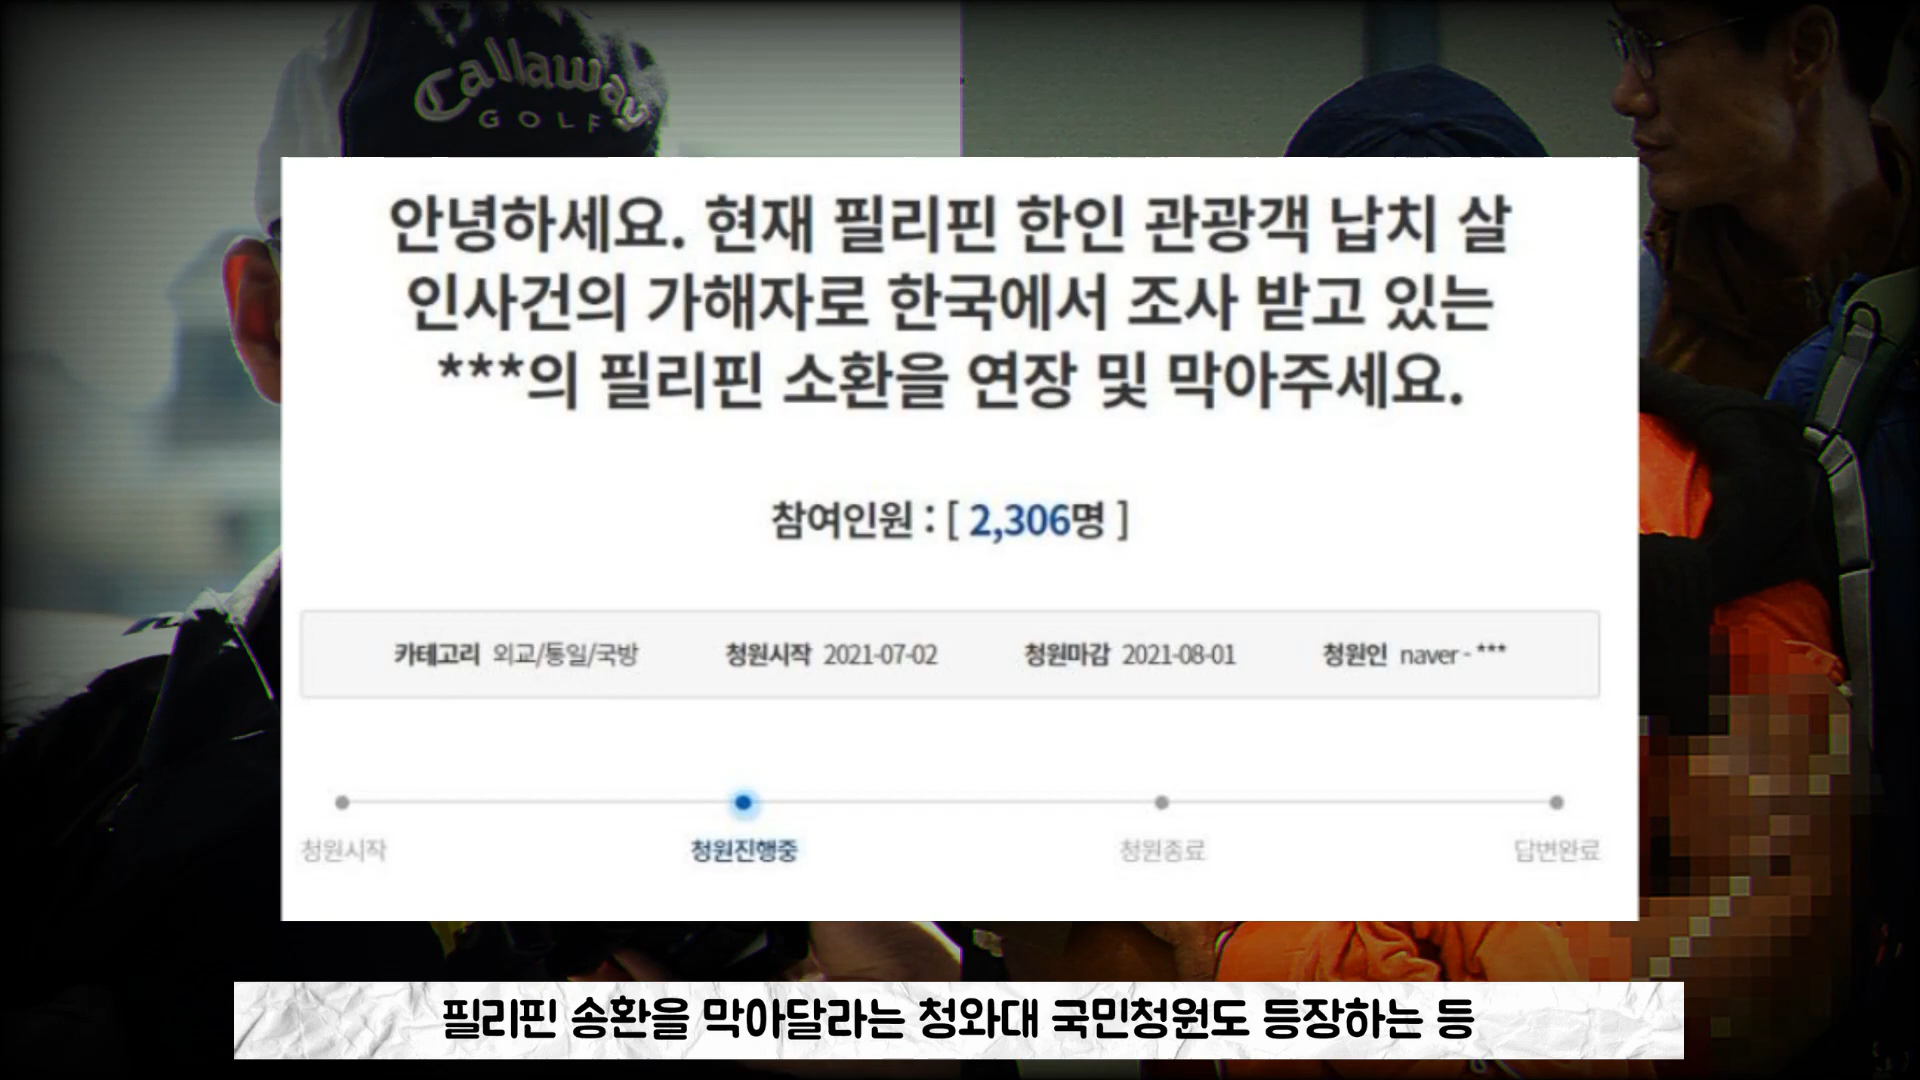 Callaway
GOLF
안녕하세요. 현재 필리핀 한인 관광객 납치 살
인사건의 가해자로 한국에서 조사 받고 있는
***의 필리핀 소환을 연장 및 막아주세요.
참여인원 : [ 2,306명 ]
카테고리 외교/통일/국방 청원시작 2021-07-02 청원마감 2021-08-01 청원인 naver - ***
청원시작 청원진행중 청원종료 답변완료
필리핀 송환을 막아달라는 청와대 국민청원도 등장하는 등